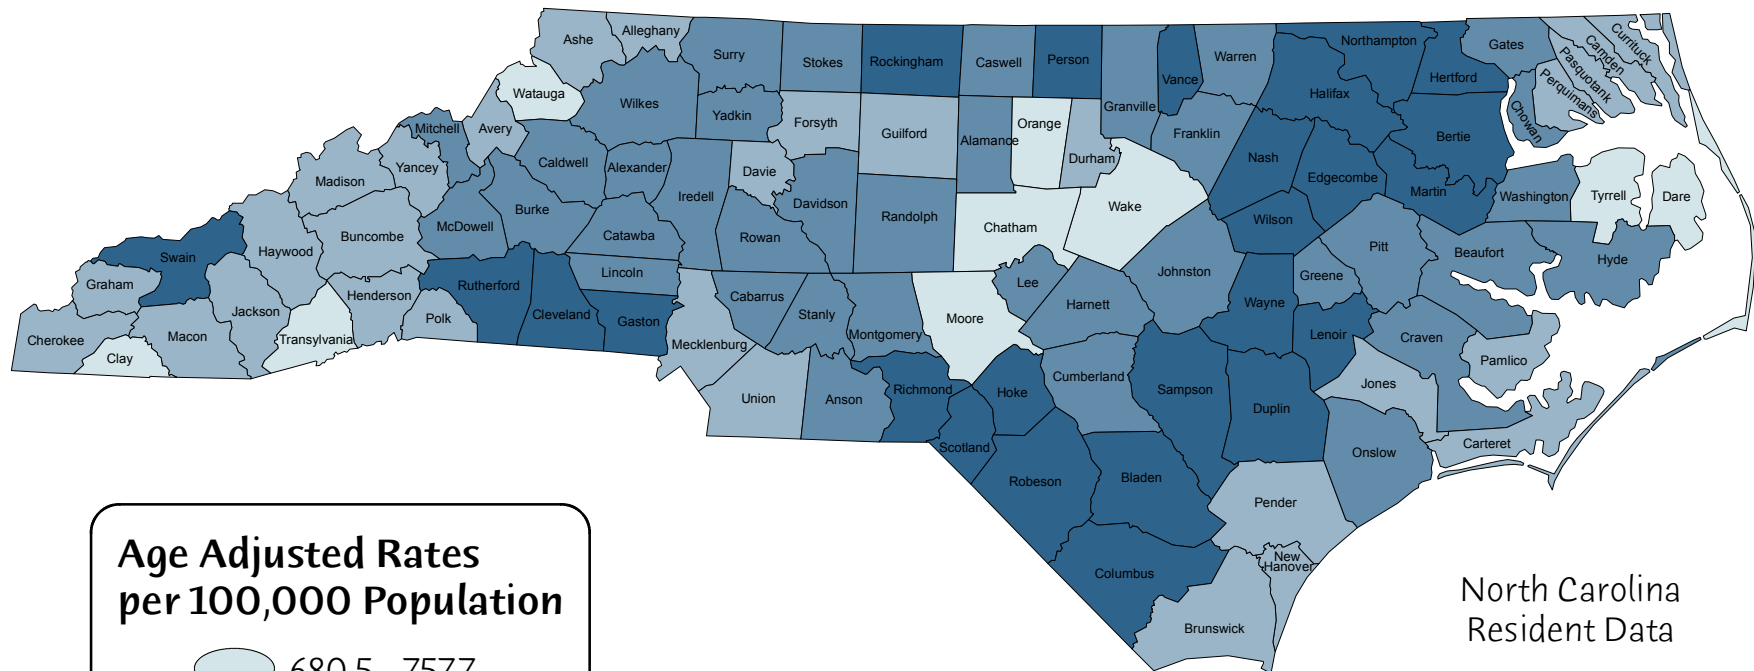 Ashe
Alleghany
Surry
Stokes
Rockingham
Caswell
Person
Granville
Vance
Warren
Northampton
Halifax
Hertford
Gates
Currituck
Camden
Pasquotank
Perquimans
Chowan
Watauga
Wilkes
Yadkin
Forsyth
Guilford
Alamance
Orange
Durham
Franklin
Nash
Edgecombe
Bertie
Martin
Washington
Tyrrell
Dare
Mitchell
Avery
Yancey
Madison
Caldwell
Alexander
Iredell
Davie
Davidson
Randolph
Chatham
Wake
Wilson
Pitt
Beaufort
Hyde
Swain
Haywood
Buncombe
McDowell
Burke
Catawba
Rowan
Lincoln
Johnston
Greene
Graham
Jackson
Henderson
Polk
Rutherford
Cleveland
Gaston
Cabarrus
Stanly
Montgomery
Moore
Lee
Harnett
Wayne
Lenoir
Craven
Pamlico
Cherokee
Clay
Macon
Transylvania
Mecklenburg
Union
Anson
Richmond
Hoke
Cumberland
Sampson
Duplin
Jones
Carteret
Scotland
Robeson
Bladen
Onslow
Pender
Columbus
New
Hanover
Brunswick
Age Adjusted Rates
per 100,000 Population
680.5 - 757.7
North Carolina
Resident Data